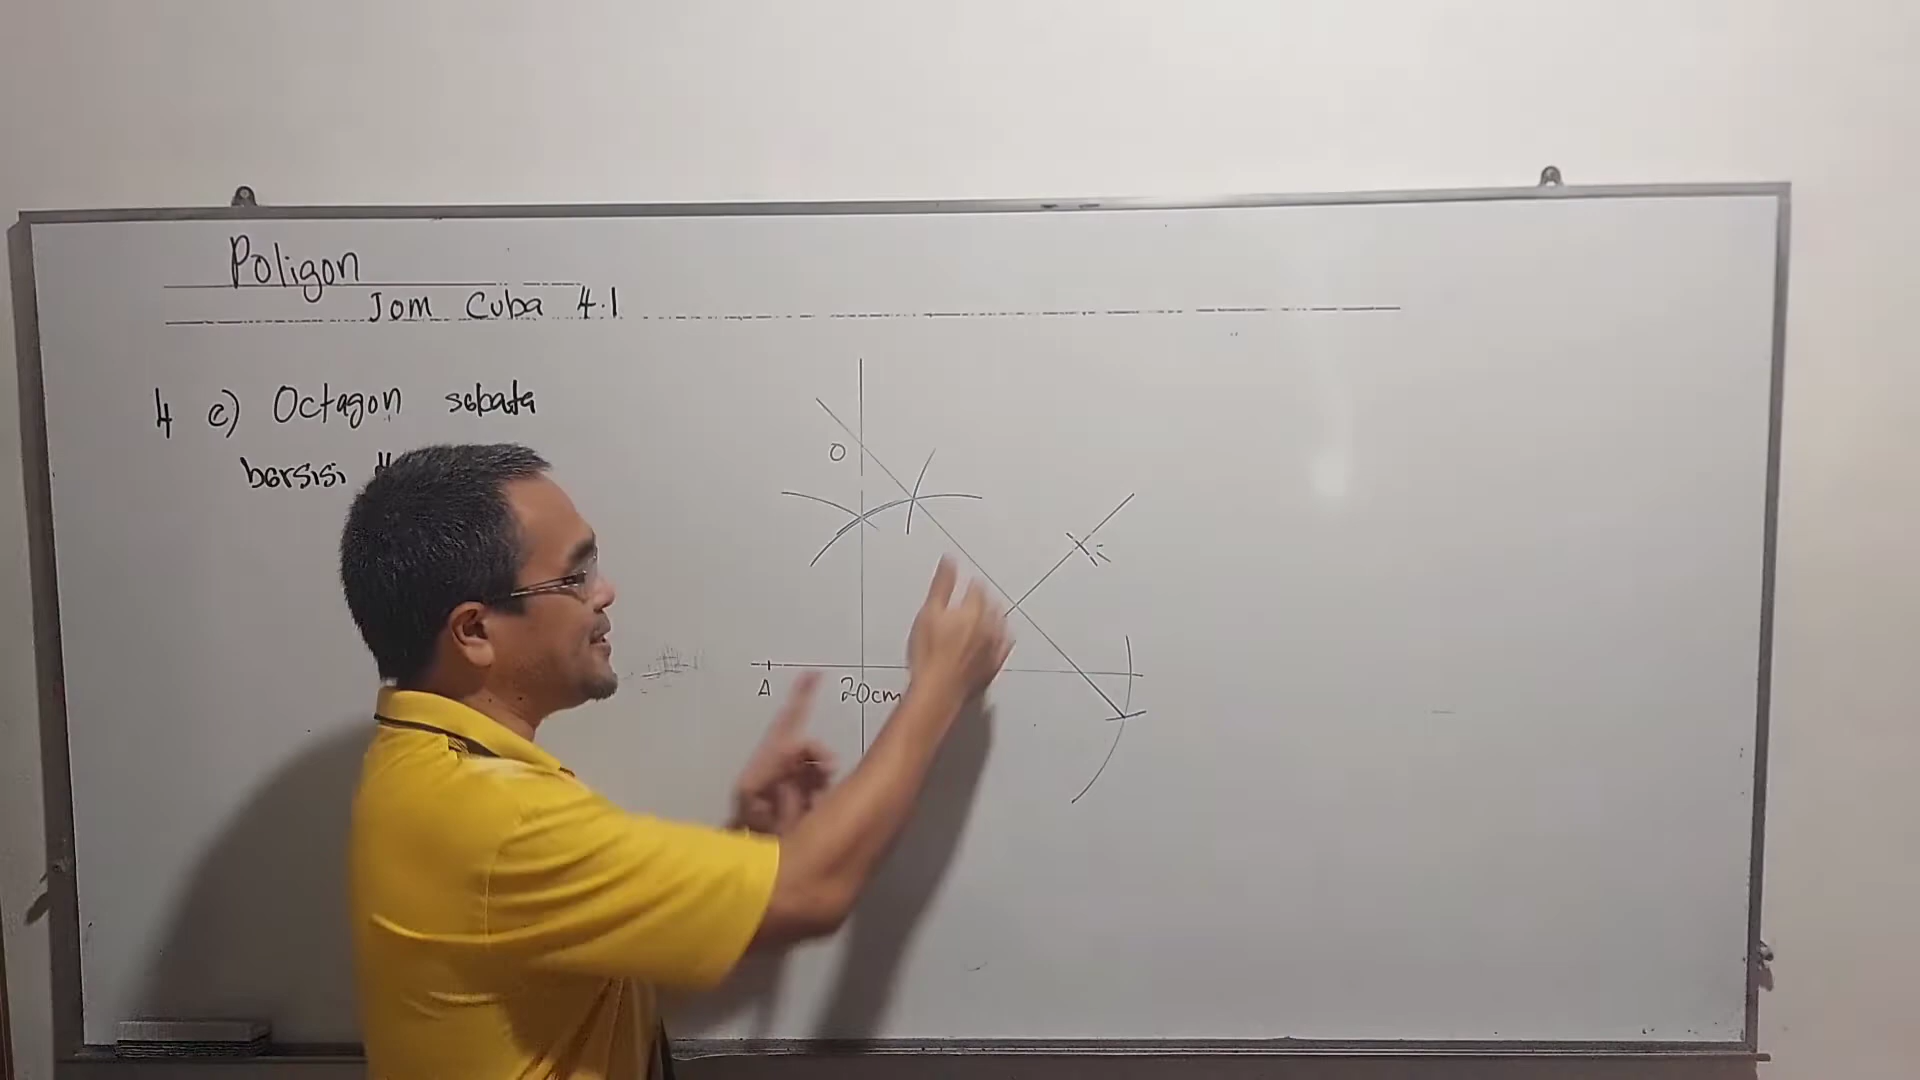 Poligon
Jom Cuba 4.1
4 c) Octagon sekata
bersisi
O
A
20cm